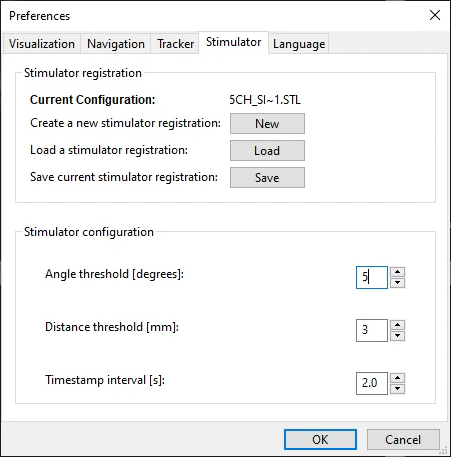 Preferences
Visualization Navigation Tracker Stimulator Language
Stimulator registration
Current Configuration: 5CH_SI~1.STL
Create a new stimulator registration: New
Load a stimulator registration: Load
Save current stimulator registration: Save
Stimulator configuration
Angle threshold [degrees]: 5
Distance threshold [mm]: 3
Timestamp interval [s]: 2.0
OK Cancel